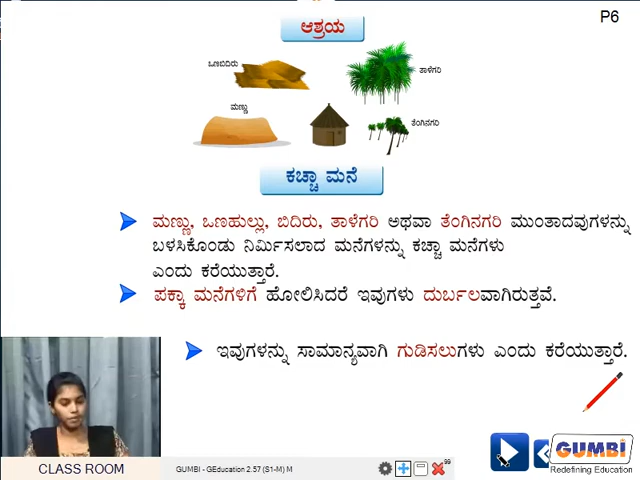 P6
ಆಶ್ರಯ
ಒಣಬಿದಿರು
ತಾಳೆಗರಿ
ಮಣ್ಣು
ತೆಂಗಿನಗರಿ
ಕಚ್ಚಾ ಮನೆ
ಮಣ್ಣು, ಒಣಹುಲ್ಲು, ಬಿದಿರು, ತಾಳೆಗರಿ ಅಥವಾ ತೆಂಗಿನಗರಿ ಮುಂತಾದವುಗಳನ್ನು
ಬಳಸಿಕೊಂಡು ನಿರ್ಮಿಸಲಾದ ಮನೆಗಳನ್ನು ಕಚ್ಚಾ ಮನೆಗಳು
ಎಂದು ಕರೆಯುತ್ತಾರೆ.
ಪಕ್ಕಾ ಮನೆಗಳಿಗೆ ಹೋಲಿಸಿದರೆ ಇವುಗಳು ದುರ್ಬಲವಾಗಿರುತ್ತವೆ.
ಇವುಗಳನ್ನು ಸಾಮಾನ್ಯವಾಗಿ ಗುಡಿಸಲುಗಳು ಎಂದು ಕರೆಯುತ್ತಾರೆ.
GUMBi
Redefining Education
CLASS ROOM
GUMBI - GEducation 2.57 (S1-M) M
99